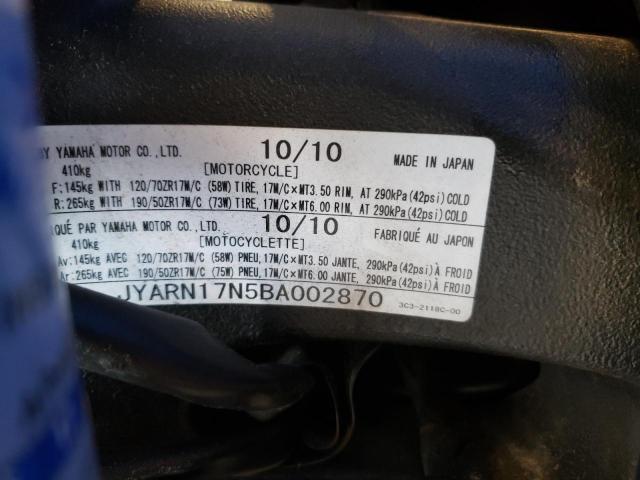 BY YAMAHA MOTOR CO.,LTD. 10/10 MADE IN JAPAN
410kg [MOTORCYCLE]
F:145kg WITH 120/70ZR17M/C (58W) TIRE, 17M/C×MT3.50 RIM, AT 290kPa(42psi)COLD
R:265kg WITH 190/50ZR17M/C (73W) TIRE, 17M/C×MT6.00 RIM, AT 290kPa(42psi)COLD
IQUÉ PAR YAMAHA MOTOR CO.,LTD. 10/10 FABRIQUÉ AU JAPON
410kg [MOTOCYCLETTE]
Av:145kg AVEC 120/70ZR17M/C (58W) PNEU, 17M/C×MT3.50 JANTE, 290kPa(42psi)À FROID
Ar:265kg AVEC 190/50ZR17M/C (75W) PNEU, 17M/C×MT6.00 JANTE, 290kPa(42psi)À FROID
JYARN17N5BA002870 3C3-2118C-00